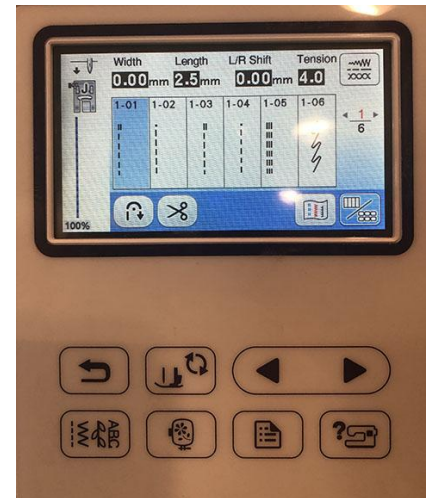 Width Length L/R Shift Tension
0.00mm 2.5mm 0.00mm 4.0
J
1-01 1-02 1-03 1-04 1-05 1-06
1
6
100%
ABC
?